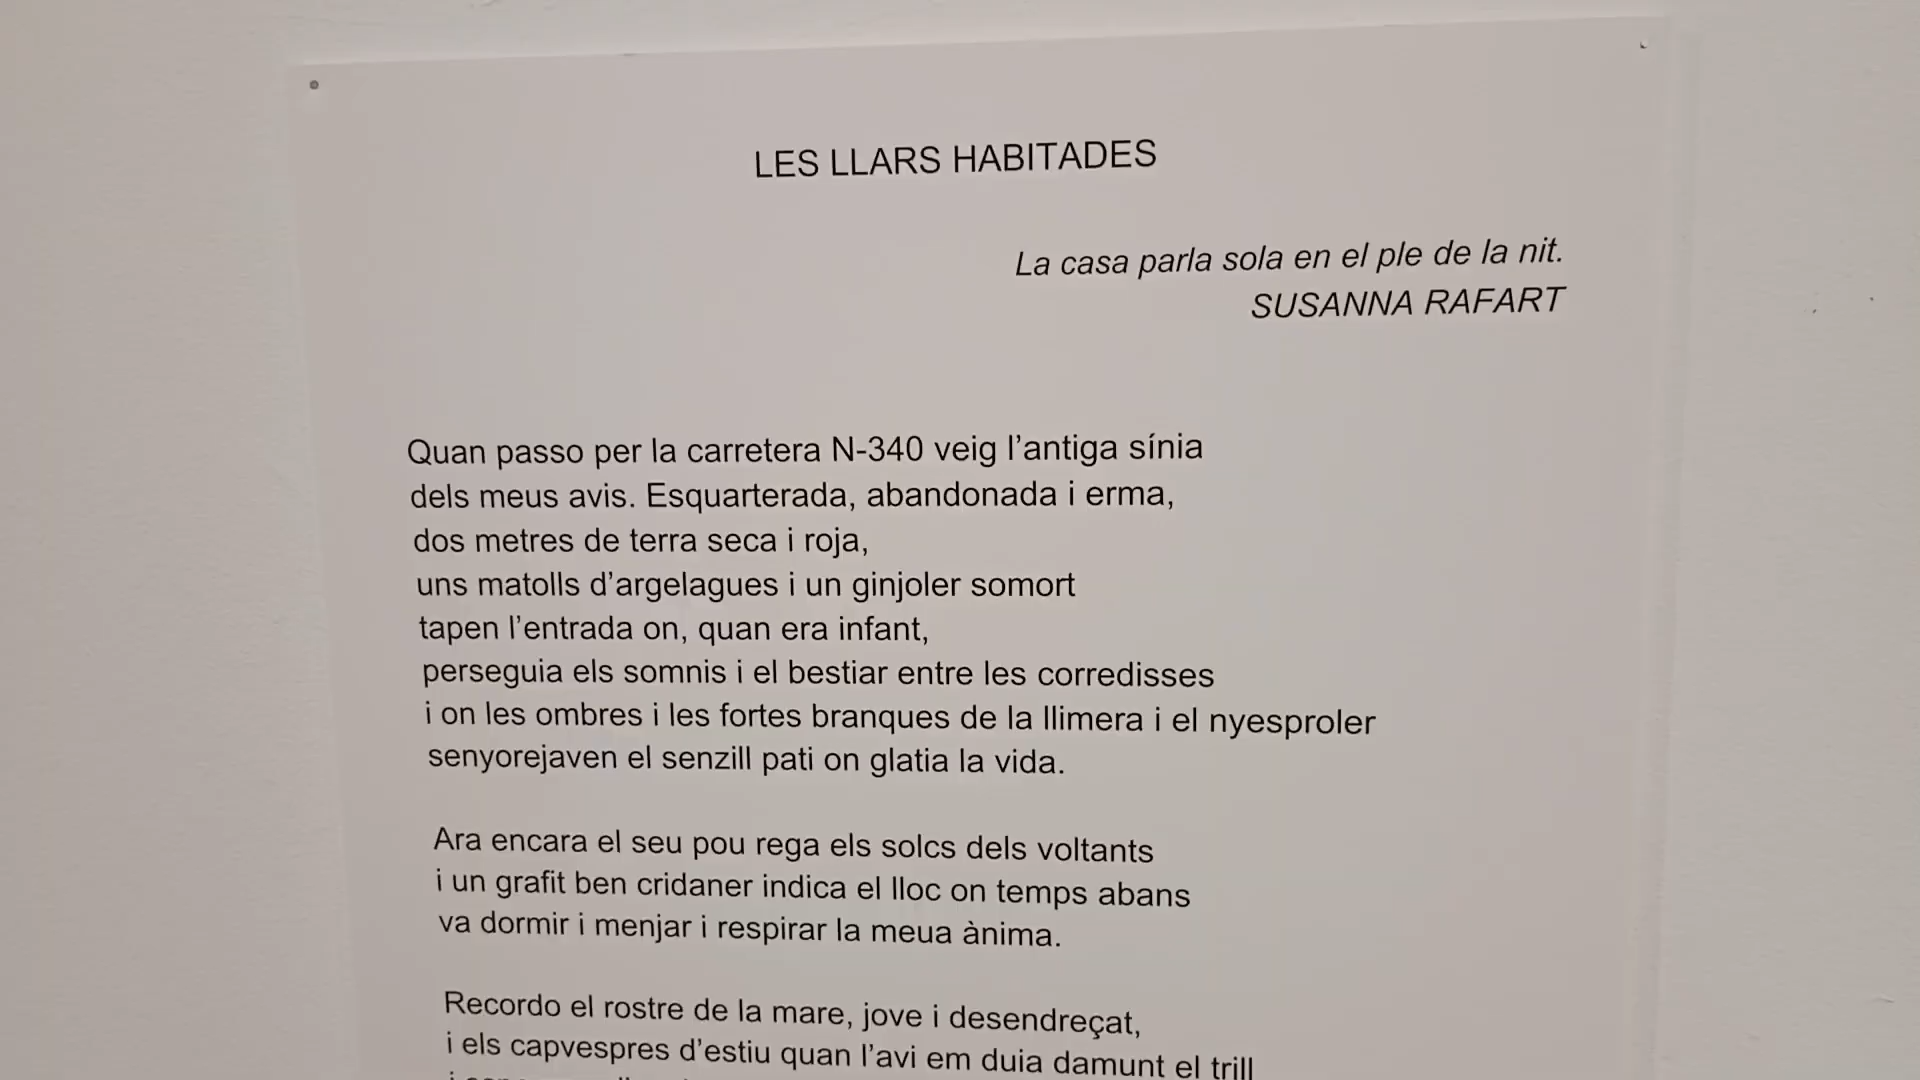 LES LLARS HABITADES
La casa parla sola en el ple de la nit.
SUSANNA RAFART
Quan passo per la carretera N-340 veig l’antiga sínia
dels meus avis. Esquarterada, abandonada i erma,
dos metres de terra seca i roja,
uns matolls d’argelagues i un ginjoler somort
tapen l’entrada on, quan era infant,
perseguia els somnis i el bestiar entre les corredisses
i on les ombres i les fortes branques de la llimera i el nyesproler
senyorejaven el senzill pati on glatia la vida.
Ara encara el seu pou rega els solcs dels voltants
i un grafit ben cridaner indica el lloc on temps abans
va dormir i menjar i respirar la meua ànima.
Recordo el rostre de la mare, jove i desendreçat,
i els capvespres d’estiu quan l’avi em duia damunt el trill